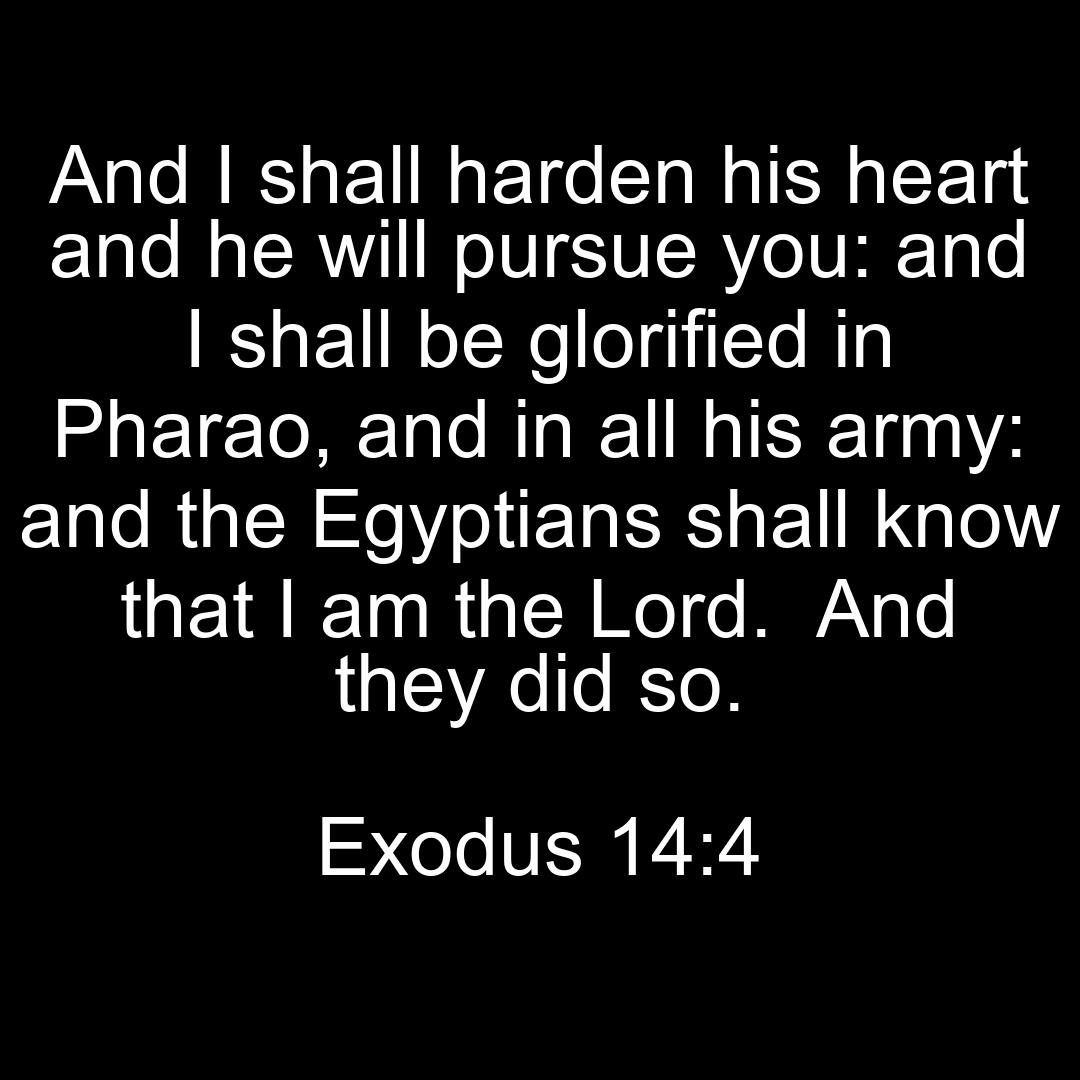 And I shall harden his heart
and he will pursue you: and
I shall be glorified in
Pharao, and in all his army:
and the Egyptians shall know
that I am the Lord.  And
they did so.
Exodus 14:4